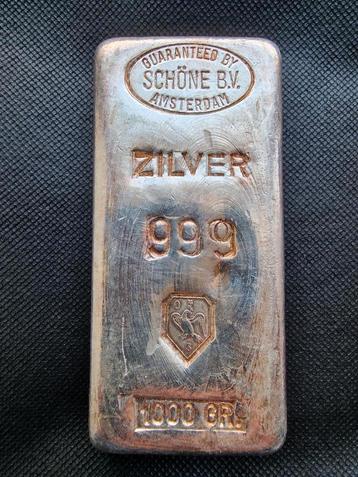 GUARANTEED BY
SCHÖNE B.V.
AMSTERDAM
ZILVER
999
1000 GR.